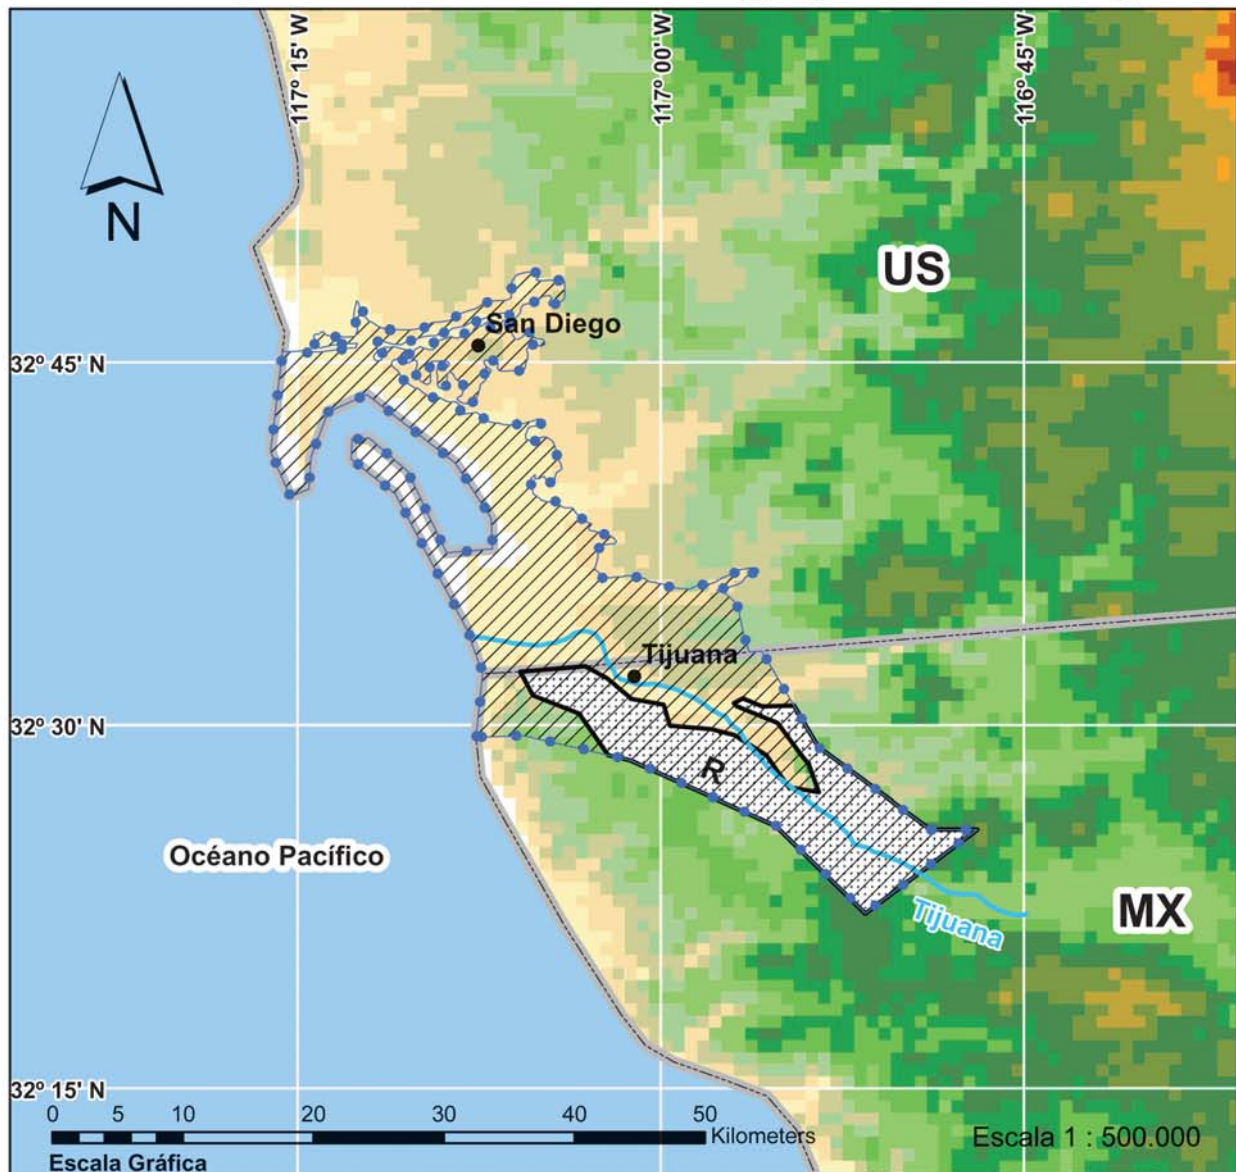 117° 15' W
117° 00' W
116° 45' W
N
US
San Diego
32° 45' N
Tijuana
32° 30' N
R
Océano Pacífico
MX
Tijuana
32° 15' N
0 5 10 20 30 40 50
Kilometers
Escala 1 : 500.000
Escala Gráfica